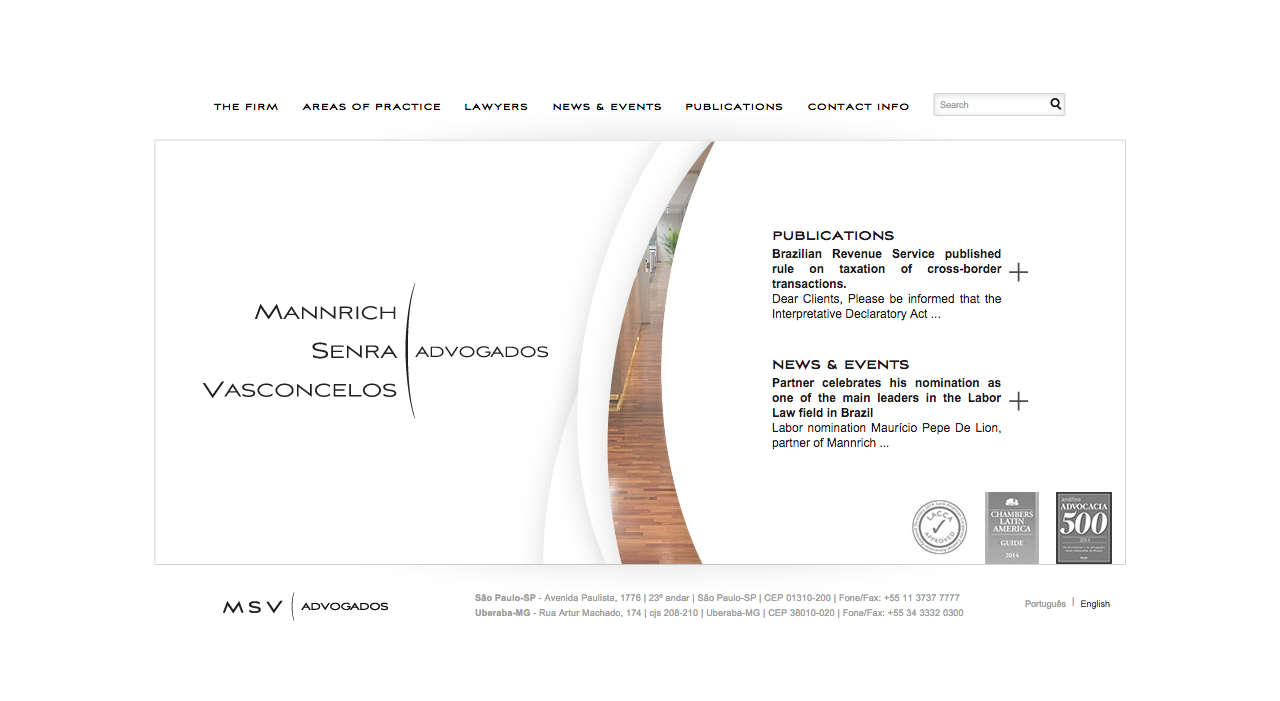 THE FIRM AREAS OF PRACTICE LAWYERS NEWS & EVENTS PUBLICATIONS CONTACT INFO Search
MANNRICH
SENRA ADVOGADOS
VASCONCELOS
PUBLICATIONS
Brazilian Revenue Service published
rule on taxation of cross-border
transactions.
Dear Clients, Please be informed that the
Interpretative Declaratory Act ...
NEWS & EVENTS
Partner celebrates his nomination as
one of the main leaders in the Labor
Law field in Brazil
Labor nomination Maurício Pepe De Lion,
partner of Mannrich ...
LACCA
APPROVED
CHAMBERS
LATIN
AMERICA
GUIDE
2014
análise
ADVOCACIA
500
2014
MSV ADVOGADOS
São Paulo-SP - Avenida Paulista, 1776 | 23º andar | São Paulo-SP | CEP 01310-200 | Fone/Fax: +55 11 3737 7777
Uberaba-MG - Rua Artur Machado, 174 | cjs 208-210 | Uberaba-MG | CEP 38010-020 | Fone/Fax: +55 34 3332 0300
Português | English